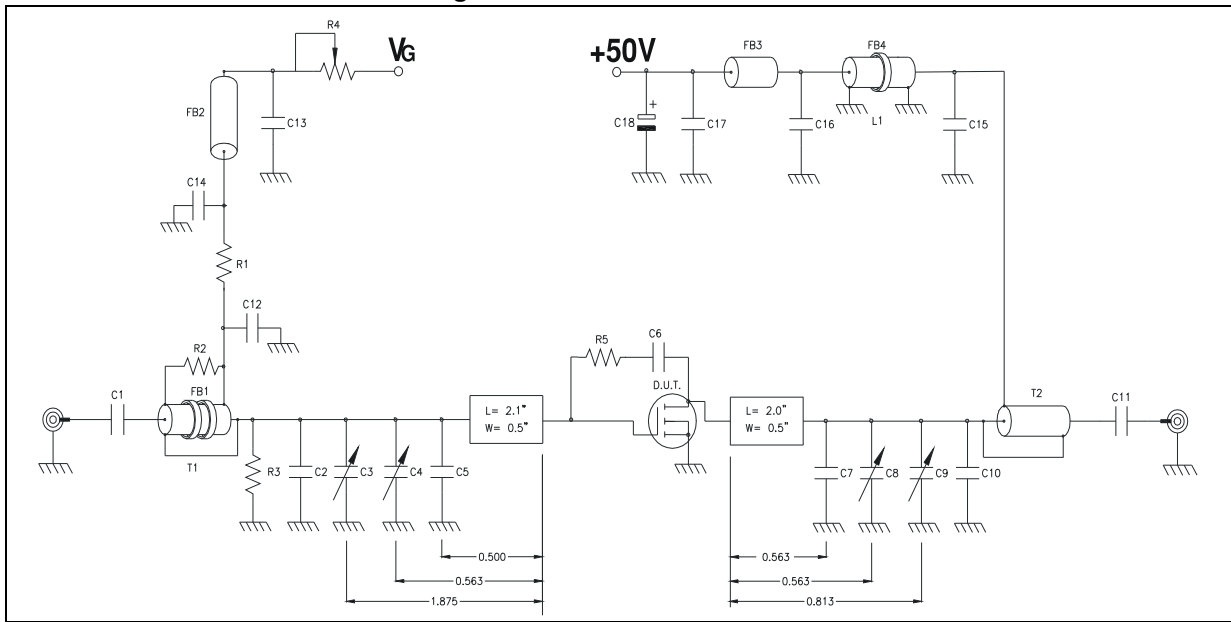 R4
VG
+50V
FB3
FB4
FB2
C13
C18
+
C17
C16
L1
C15
C14
R1
C12
R2
R5
C6
FB1
C1
D.U.T.
T2
C11
L= 2.1"
W= 0.5"
L= 2.0"
W= 0.5"
T1
R3
C2
C3
C4
C5
C7
C8
C9
C10
0.500
0.563
0.563
0.563
1.875
0.813